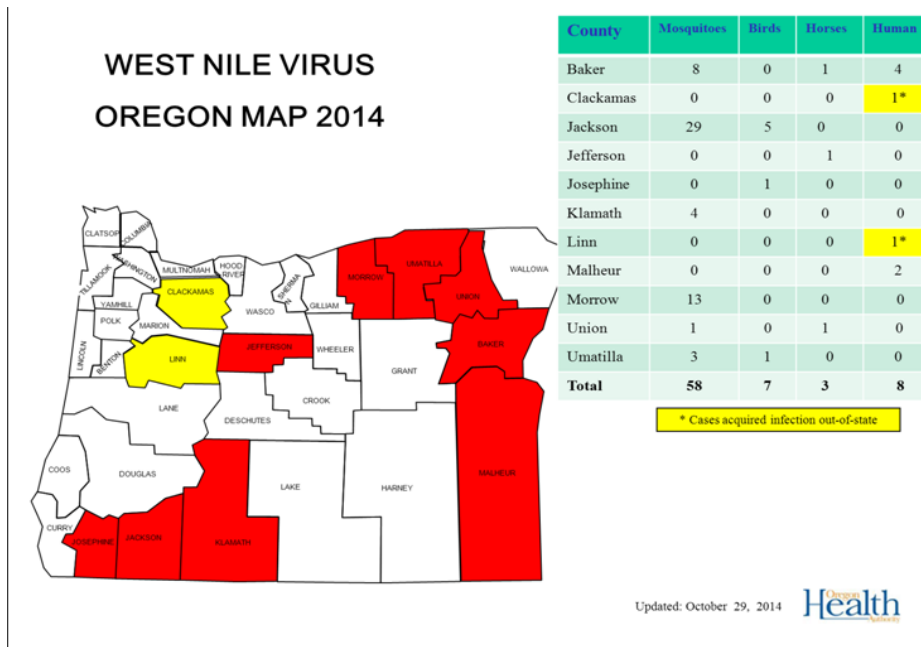 WEST NILE VIRUS
OREGON MAP 2014
County Mosquitoes Birds Horses Human
Baker 8 0 1 4
Clackamas 0 0 0 1*
Jackson 29 5 0 0
Jefferson 0 0 1 0
Josephine 0 1 0 0
Klamath 4 0 0 0
Linn 0 0 0 1*
Malheur 0 0 0 2
Morrow 13 0 0 0
Union 1 0 1 0
Umatilla 3 1 0 0
Total 58 7 3 8
* Cases acquired infection out-of-state
CLATSOP
COLUMBIA
TILLAMOOK
WASHINGTON
MULTNOMAH
HOOD
RIVER
CLACKAMAS
YAMHILL
POLK
MARION
WASCO
SHERMAN
GILLIAM
MORROW
UMATILLA
UNION
WALLOWA
LINCOLN
BENTON
LINN
JEFFERSON
WHEELER
GRANT
BAKER
LANE
CROOK
DESCHUTES
COOS
DOUGLAS
LAKE
HARNEY
MALHEUR
CURRY
JOSEPHINE
JACKSON
KLAMATH
Updated: October 29, 2014
Oregon
Health
Authority